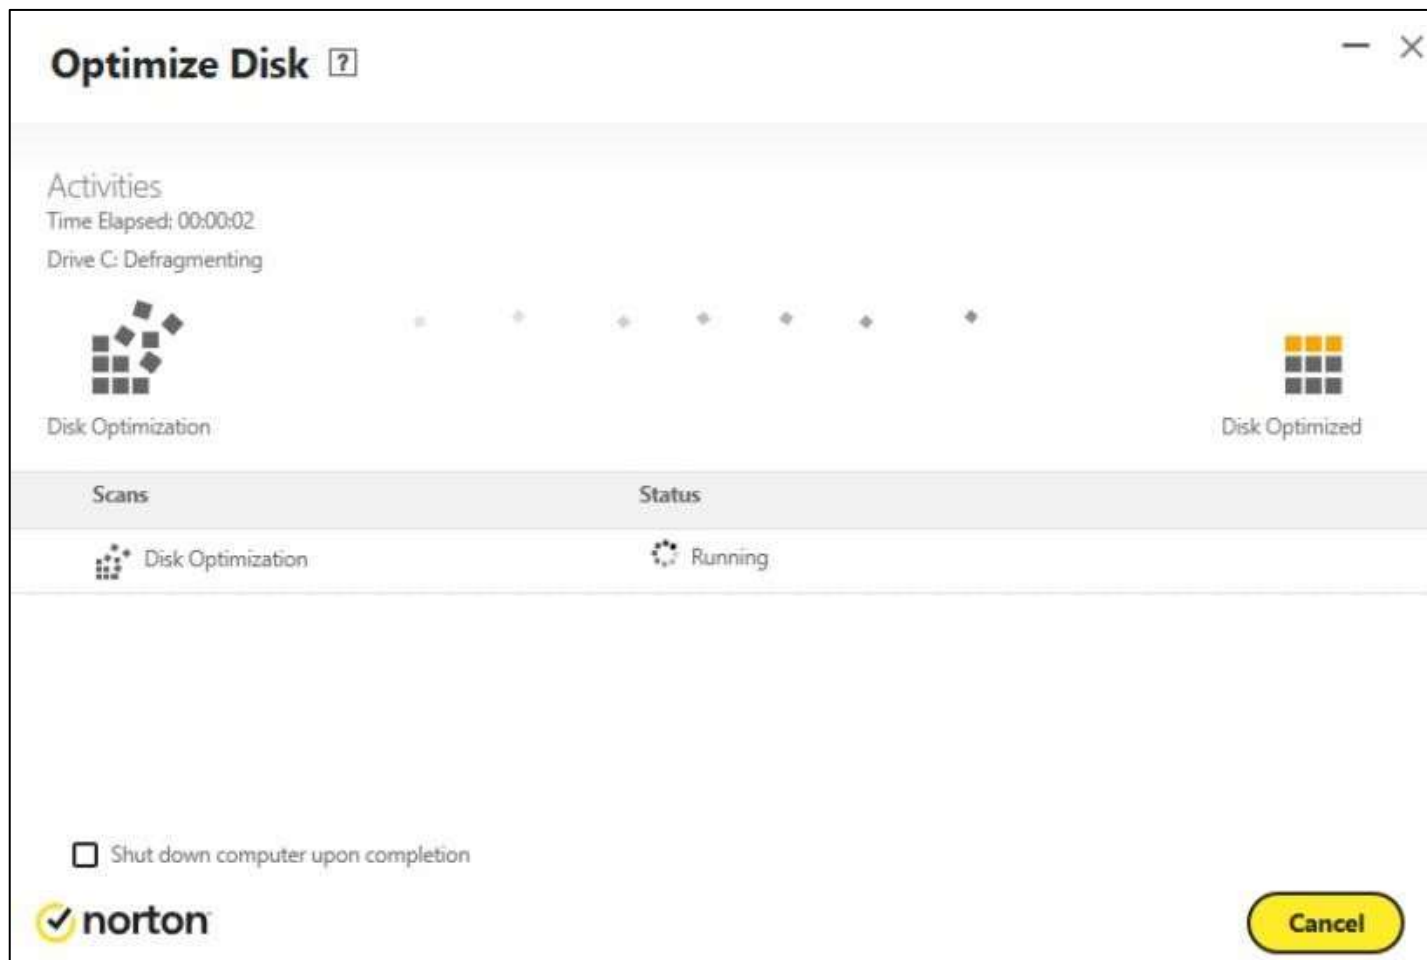 Optimize Disk ?
Activities
Time Elapsed: 00:00:02
Drive C: Defragmenting
Disk Optimization
Disk Optimized
Scans Status
Disk Optimization Running
Shut down computer upon completion
norton
Cancel